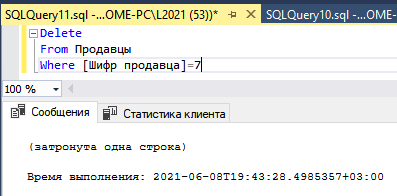 SQLQuery11.sql -...OME-PC\L2021 (53))* SQLQuery10.sql -...OME-
Delete
From Продавцы
Where [Шифр продавца]=7
100 %
Сообщения Статистика клиента
(затронута одна строка)
Время выполнения: 2021-06-08T19:43:28.4985357+03:00